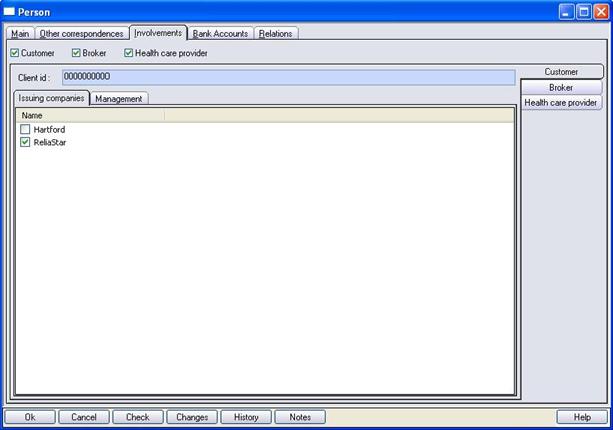 Person
Main Other correspondences Involvements Bank Accounts Relations
Customer Broker Health care provider
Client id : 0000000000
Customer
Broker
Health care provider
Issuing companies Management
Name
Hartford
ReliaStar
Ok Cancel Check Changes History Notes Help